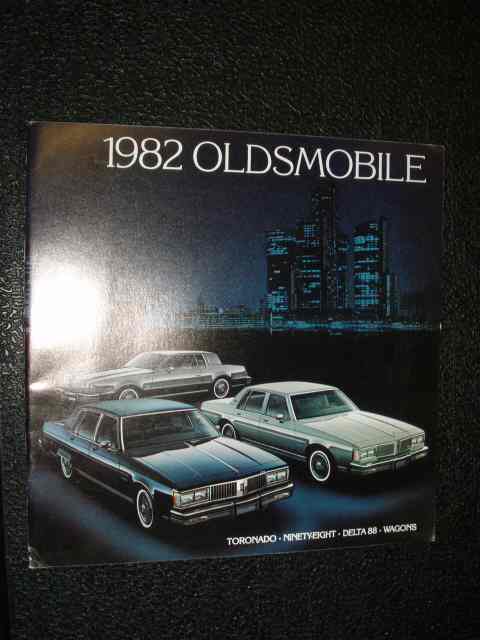 1982 OLDSMOBILE
TORONADO • NINETY-EIGHT • DELTA 88 • WAGONS